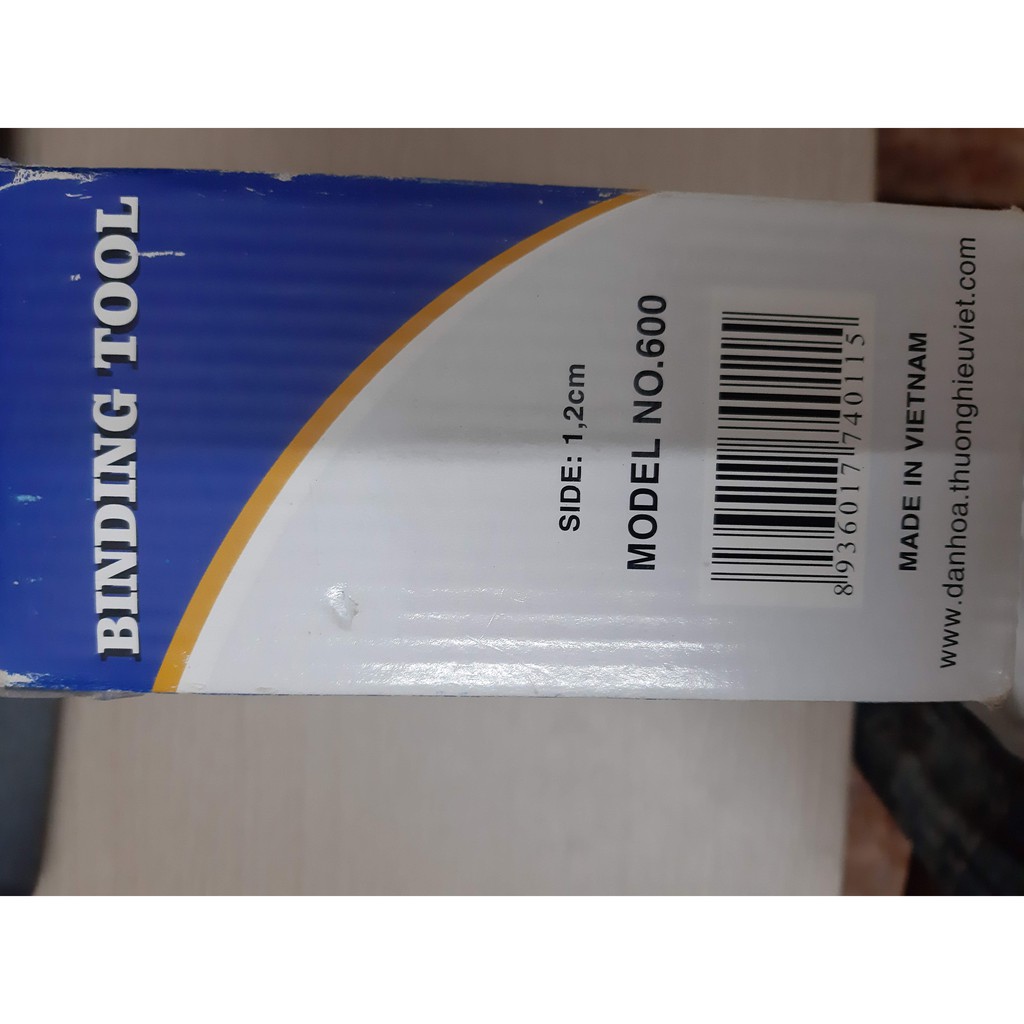 BINDING TOOL
SIDE: 1,2cm
MODEL NO.600
8936017740115
MADE IN VIETNAM
www.danhoa.thuonghieuviet.com